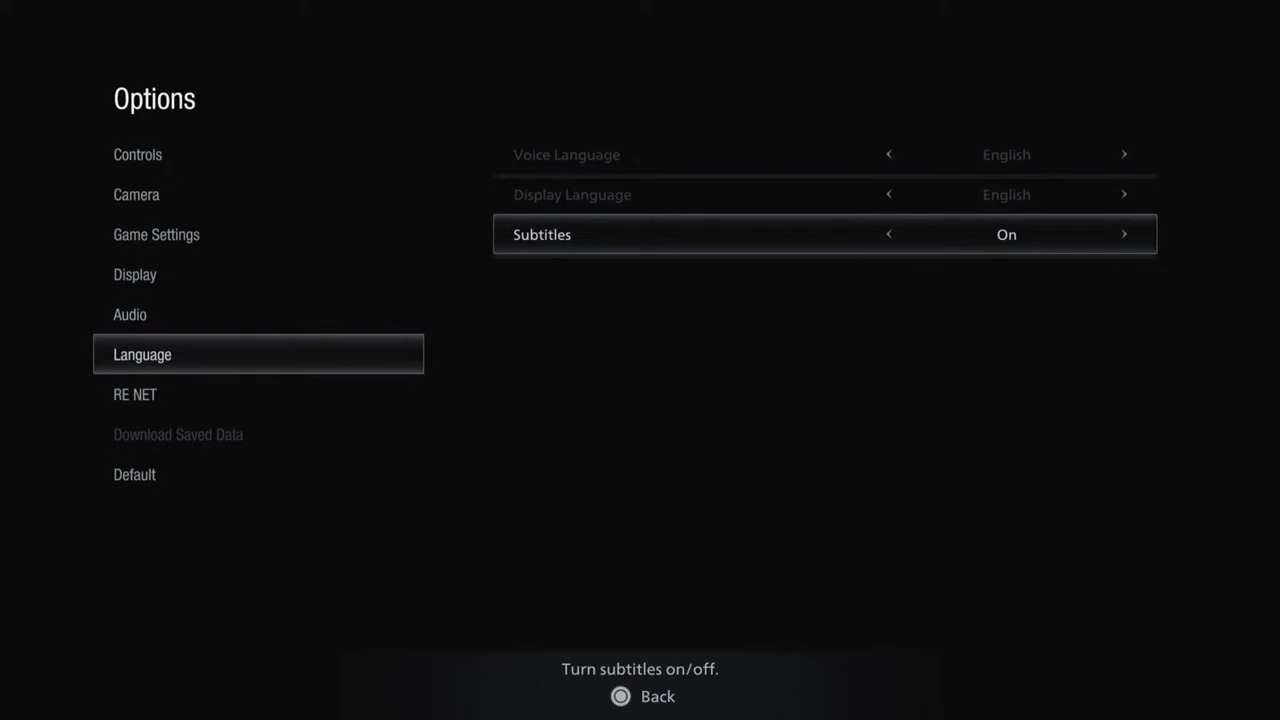 Options
Controls
Camera
Game Settings
Display
Audio
Language
RE NET
Download Saved Data
Default
Voice Language
English
Display Language
English
Subtitles
On
Turn subtitles on/off.
Back